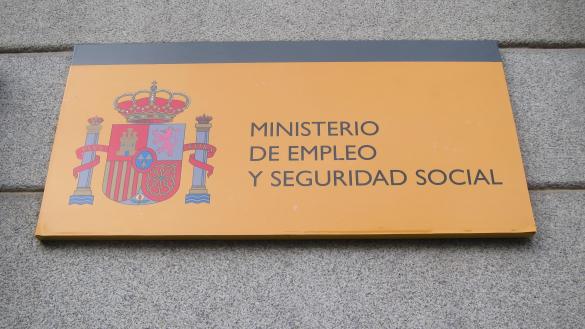 MINISTERIO
DE EMPLEO
Y SEGURIDAD SOCIAL